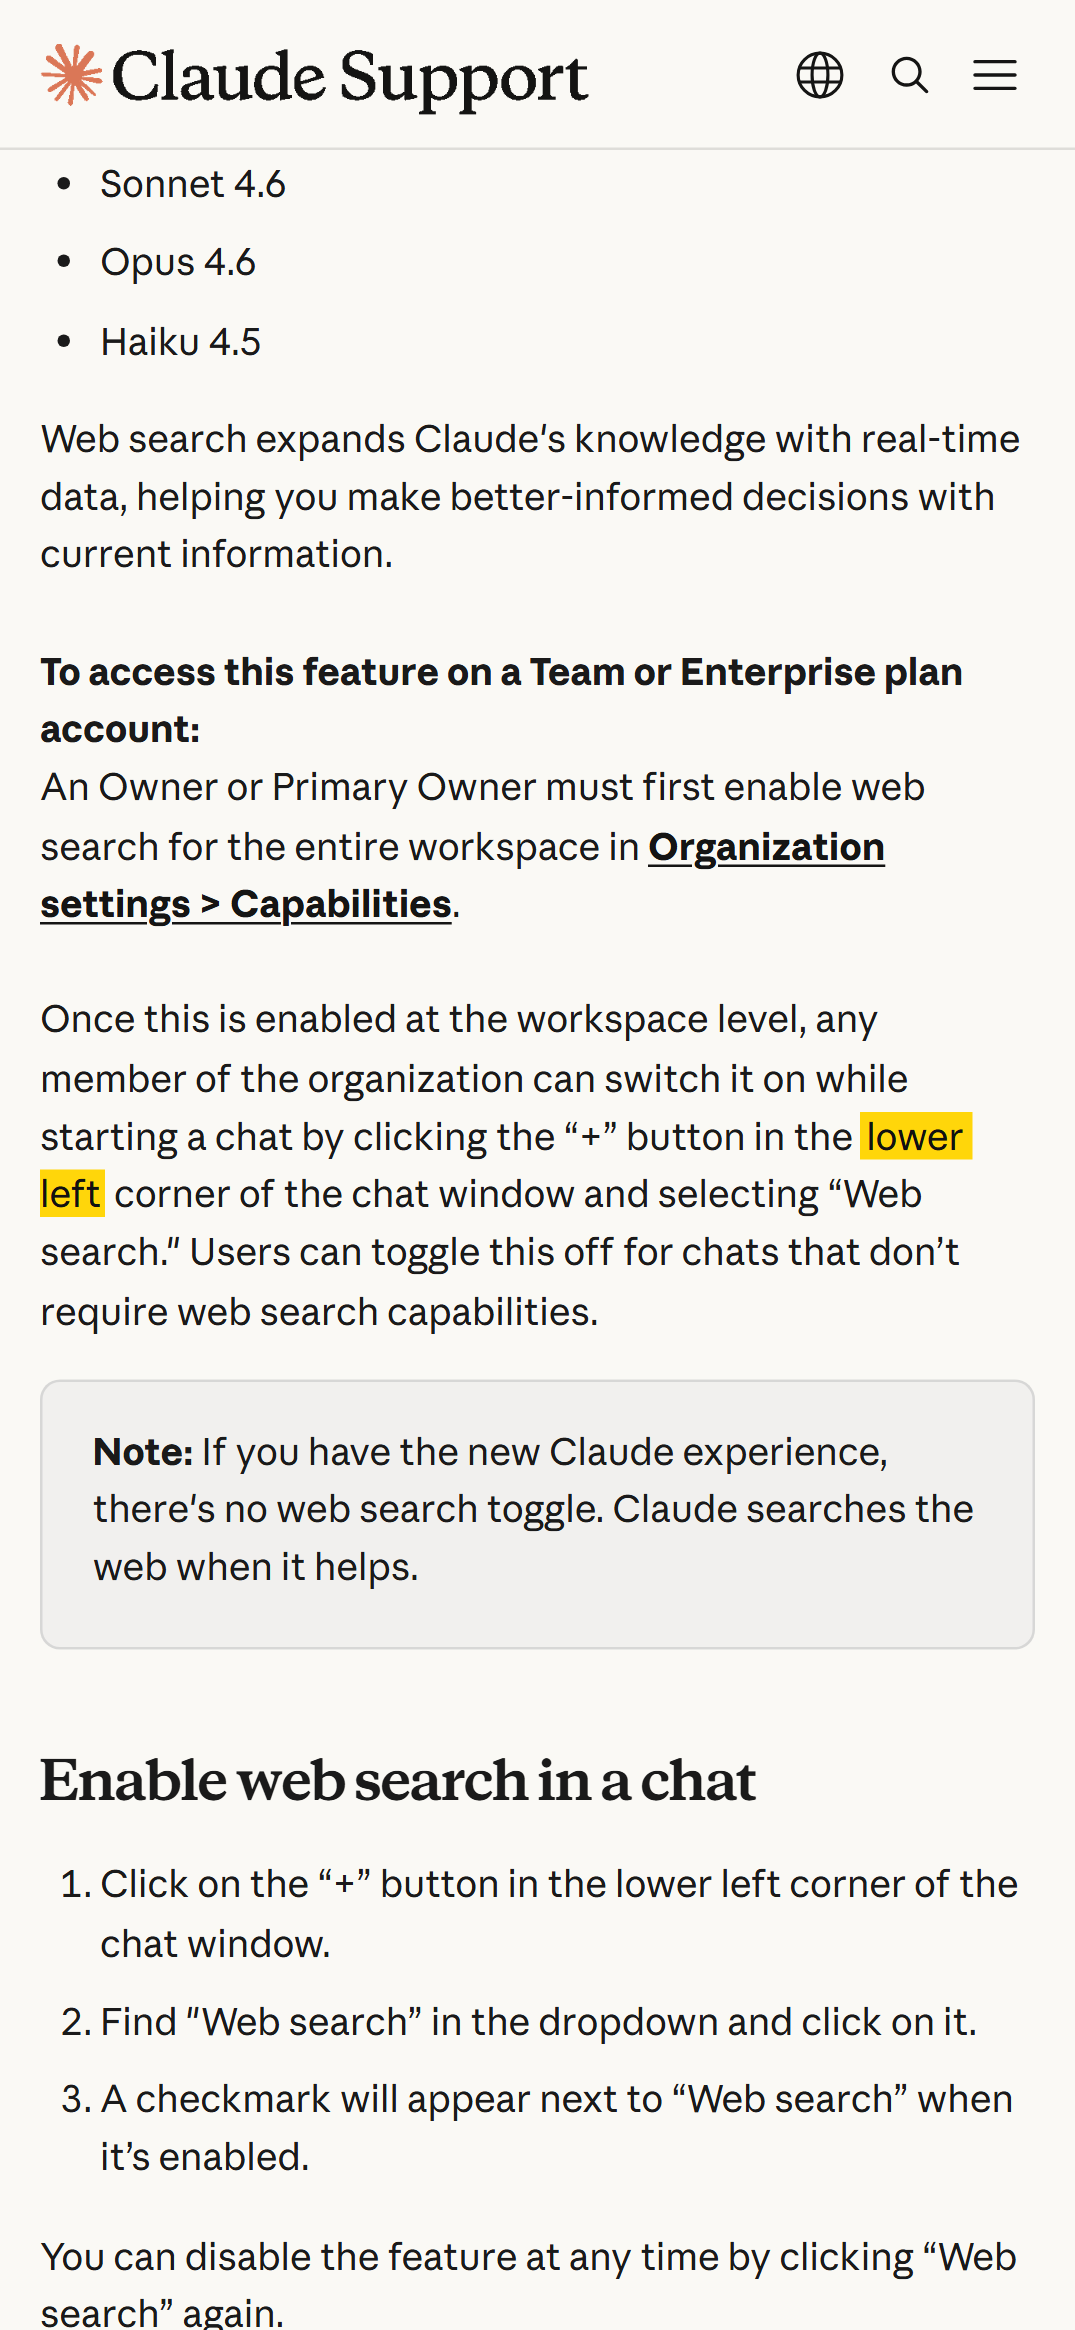 Claude Support
• Sonnet 4.6
• Opus 4.6
• Haiku 4.5
Web search expands Claude's knowledge with real-time
data, helping you make better-informed decisions with
current information.
To access this feature on a Team or Enterprise plan
account:
An Owner or Primary Owner must first enable web
search for the entire workspace in Organization
settings > Capabilities.
Once this is enabled at the workspace level, any
member of the organization can switch it on while
starting a chat by clicking the “+” button in the lower
left corner of the chat window and selecting “Web
search." Users can toggle this off for chats that don’t
require web search capabilities.
Note: If you have the new Claude experience,
there's no web search toggle. Claude searches the
web when it helps.
Enable web search in a chat
1. Click on the “+” button in the lower left corner of the
chat window.
2. Find "Web search” in the dropdown and click on it.
3. A checkmark will appear next to “Web search” when
it’s enabled.
You can disable the feature at any time by clicking “Web
search” again.